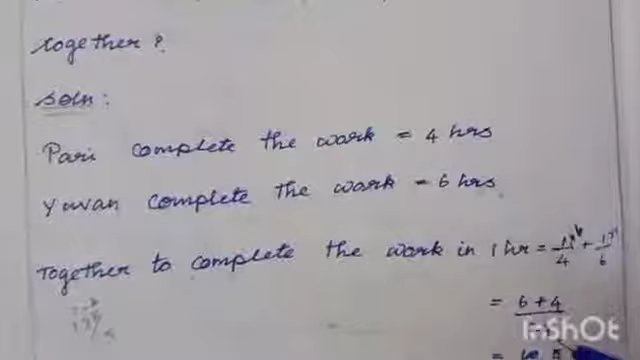 together?
Soln:
Pari complete the work = 4 hrs
Yuvan complete the work = 6 hrs
Together to complete the work in 1 hr = 1/4 + 1/6
= 6+4
InShOt
=